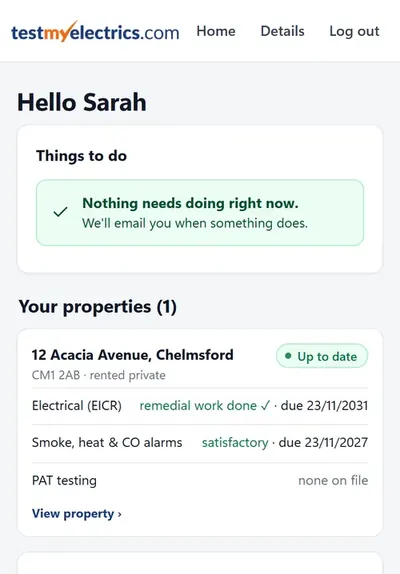 testmyelectrics.com Home Details Log out
Hello Sarah
Things to do
✓ Nothing needs doing right now.
We'll email you when something does.
Your properties (1)
12 Acacia Avenue, Chelmsford Up to date
CM1 2AB · rented private
Electrical (EICR) remedial work done ✓ · due 23/11/2031
Smoke, heat & CO alarms satisfactory · due 23/11/2027
PAT testing none on file
View property ›